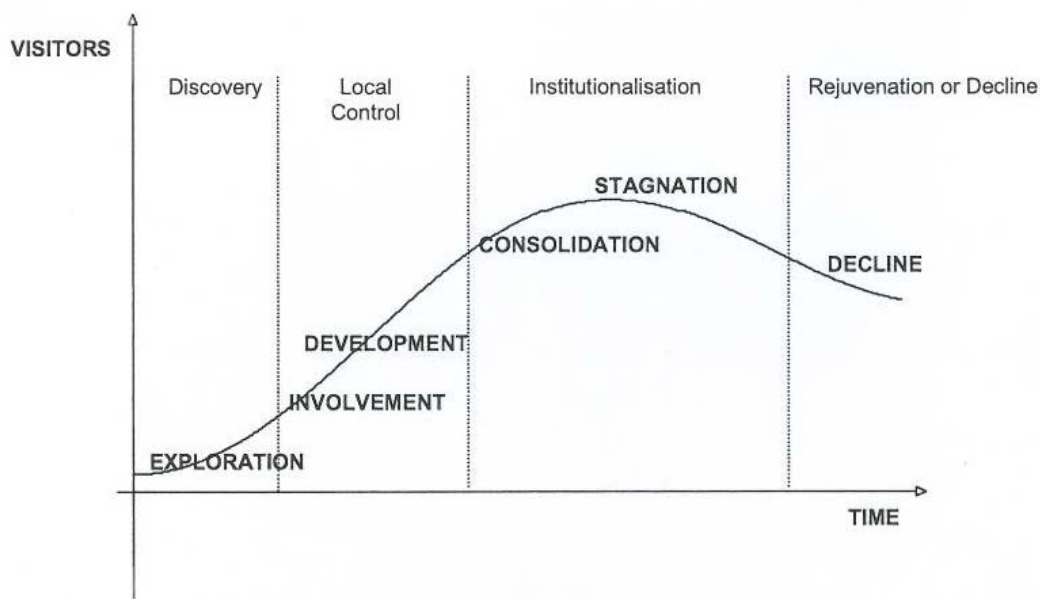 VISITORS
Discovery
Local
Control
Institutionalisation
Rejuvenation or Decline
STAGNATION
CONSOLIDATION
DECLINE
DEVELOPMENT
INVOLVEMENT
EXPLORATION
TIME